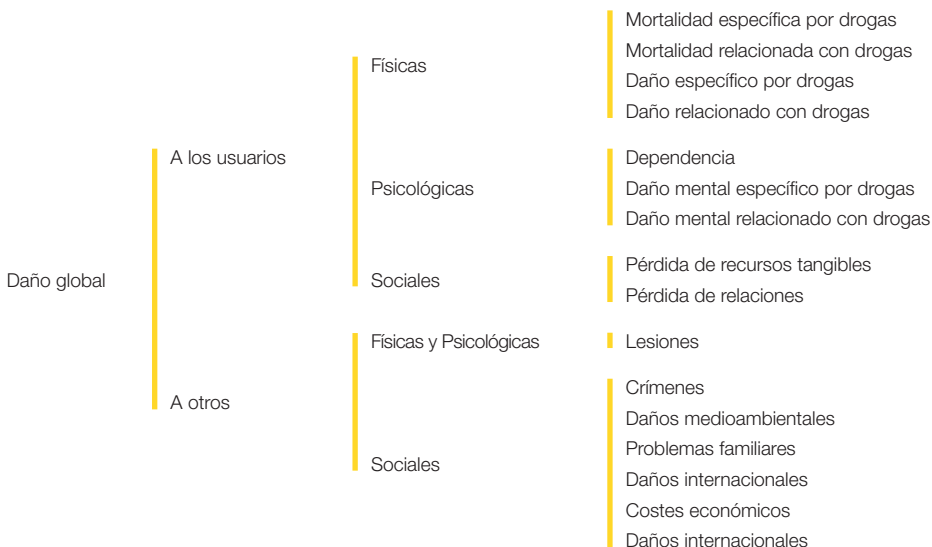 Daño global
A los usuarios
Físicas
Mortalidad específica por drogas
Mortalidad relacionada con drogas
Daño específico por drogas
Daño relacionado con drogas
Psicológicas
Dependencia
Daño mental específico por drogas
Daño mental relacionado con drogas
Sociales
Pérdida de recursos tangibles
Pérdida de relaciones
A otros
Físicas y Psicológicas
Lesiones
Sociales
Crímenes
Daños medioambientales
Problemas familiares
Daños internacionales
Costes económicos
Daños internacionales